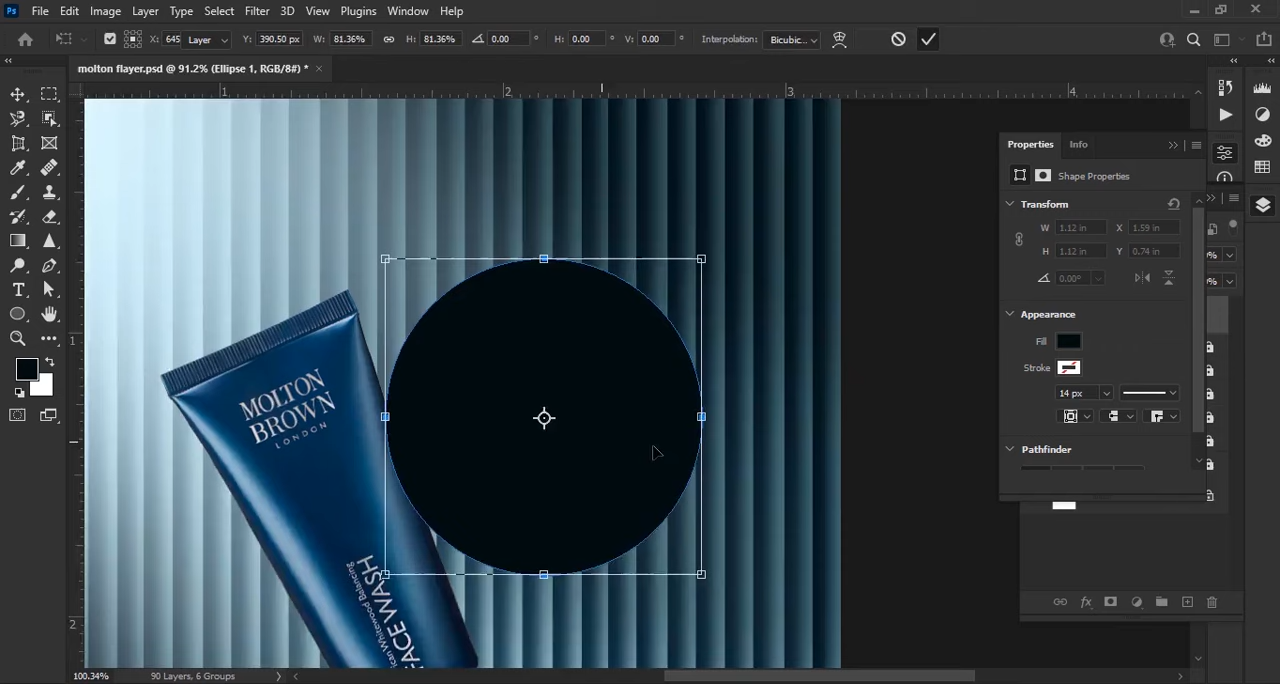 Ps File Edit Image Layer Type Select Filter 3D View Plugins Window Help
X: 645 Layer Y: 390.50 px W: 81.36% H: 81.36% 0.00 ° H: 0.00 ° V: 0.00 ° Interpolation: Bicubic...
molton flayer.psd @ 91.2% (Ellipse 1, RGB/8#) * ×
1 2 3 4
Properties Info
Shape Properties
Transform
W 1.12 in X 1.59 in
H 1.12 in Y 0.74 in
0.00°
Appearance
Fill
Stroke
14 px
Pathfinder
1
2
MOLTON
BROWN
LONDON
FACEWASH
100.34% 90 Layers, 6 Groups